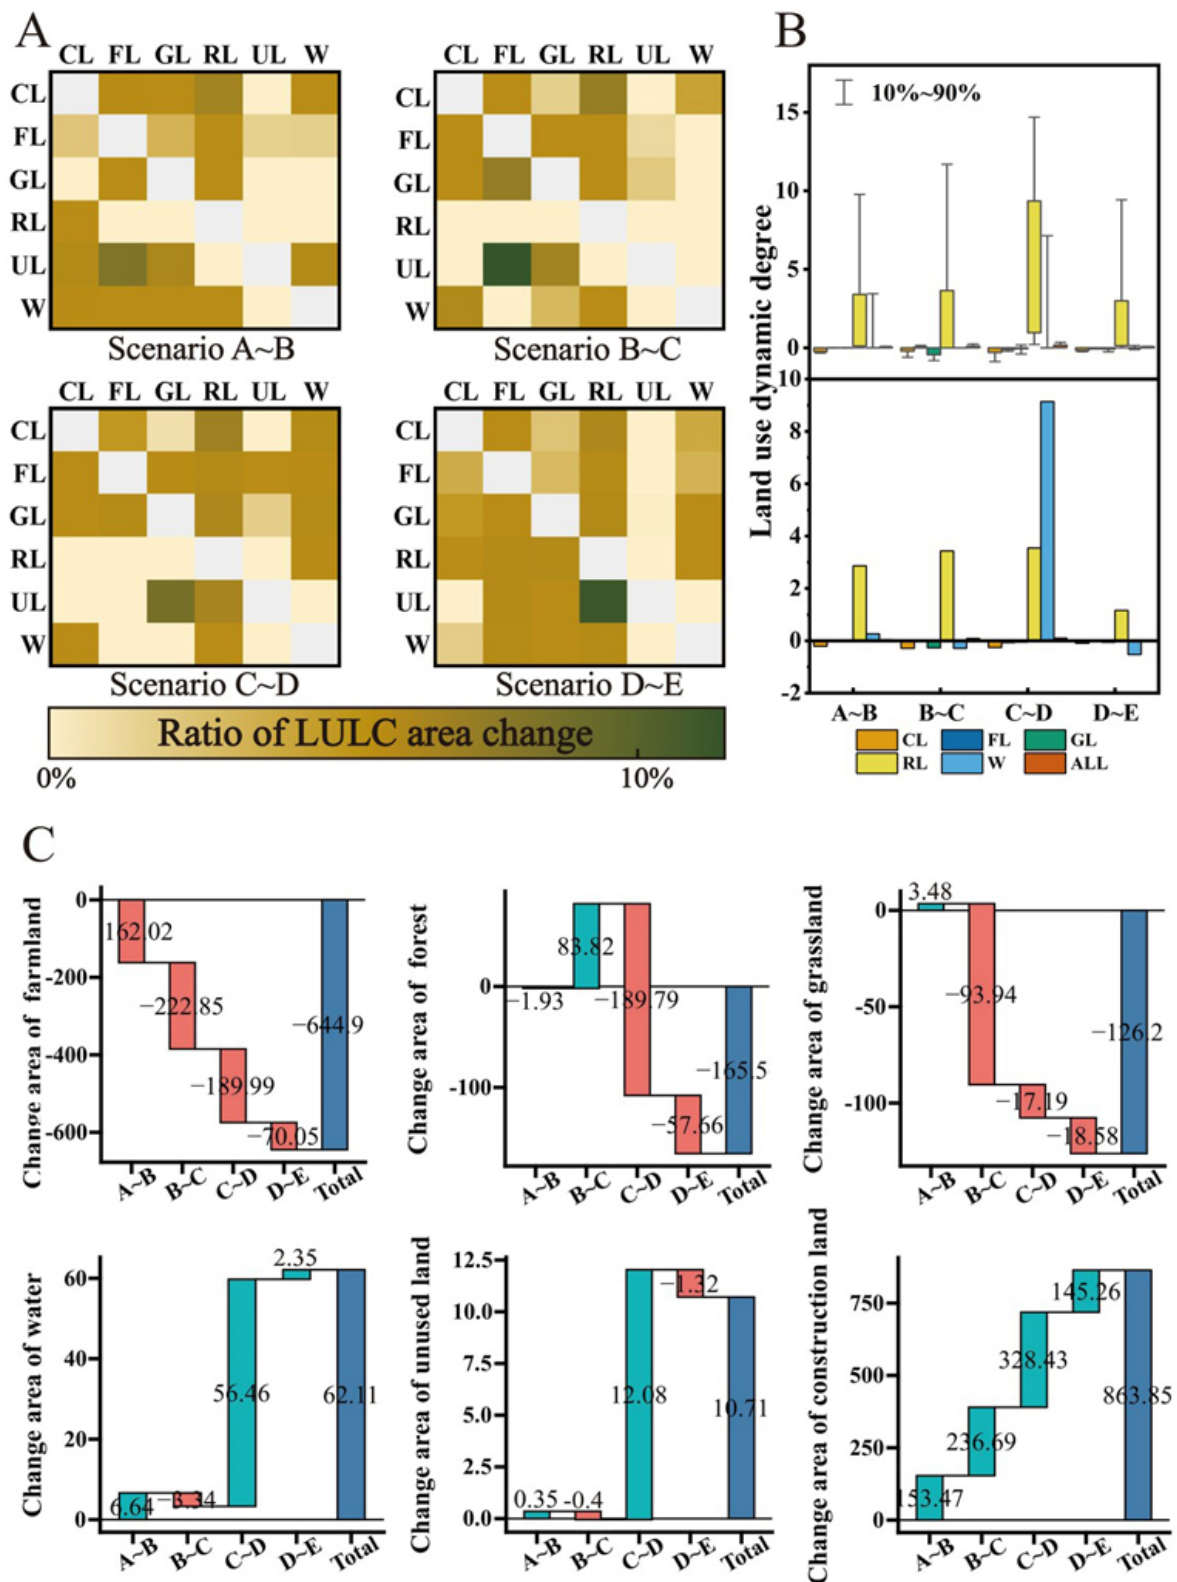 A
CL FL GL RL UL W
CL
FL
GL
RL
UL
W
Scenario A~B
CL FL GL RL UL W
CL
FL
GL
RL
UL
W
Scenario B~C
CL FL GL RL UL W
CL
FL
GL
RL
UL
W
Scenario C~D
CL FL GL RL UL W
CL
FL
GL
RL
UL
W
Scenario D~E
Ratio of LULC area change
0% 10%
B
10%~90%
Land use dynamic degree
15
10
5
0
10
8
6
4
2
0
-2
A~B B~C C~D D~E
CL FL GL
RL W ALL
C
Change area of farmland
0
-200
-400
-600
162.02
−222.85
−189.99
−70.05
−644.9
A~B B~C C~D D~E Total
Change area of forest
0
-100
−1.93
83.82
−189.79
−57.66
−165.5
A~B B~C C~D D~E Total
Change area of grassland
0
-50
-100
3.48
−93.94
−17.19
−18.58
−126.2
A~B B~C C~D D~E Total
Change area of water
60
40
20
0
6.64
−3.34
56.46
2.35
62.11
A~B B~C C~D D~E Total
Change area of unused land
12.5
10.0
7.5
5.0
2.5
0.0
0.35
-0.4
12.08
−1.32
10.71
A~B B~C C~D D~E Total
Change area of construction land
750
500
250
0
153.47
236.69
328.43
145.26
863.85
A~B B~C C~D D~E Total